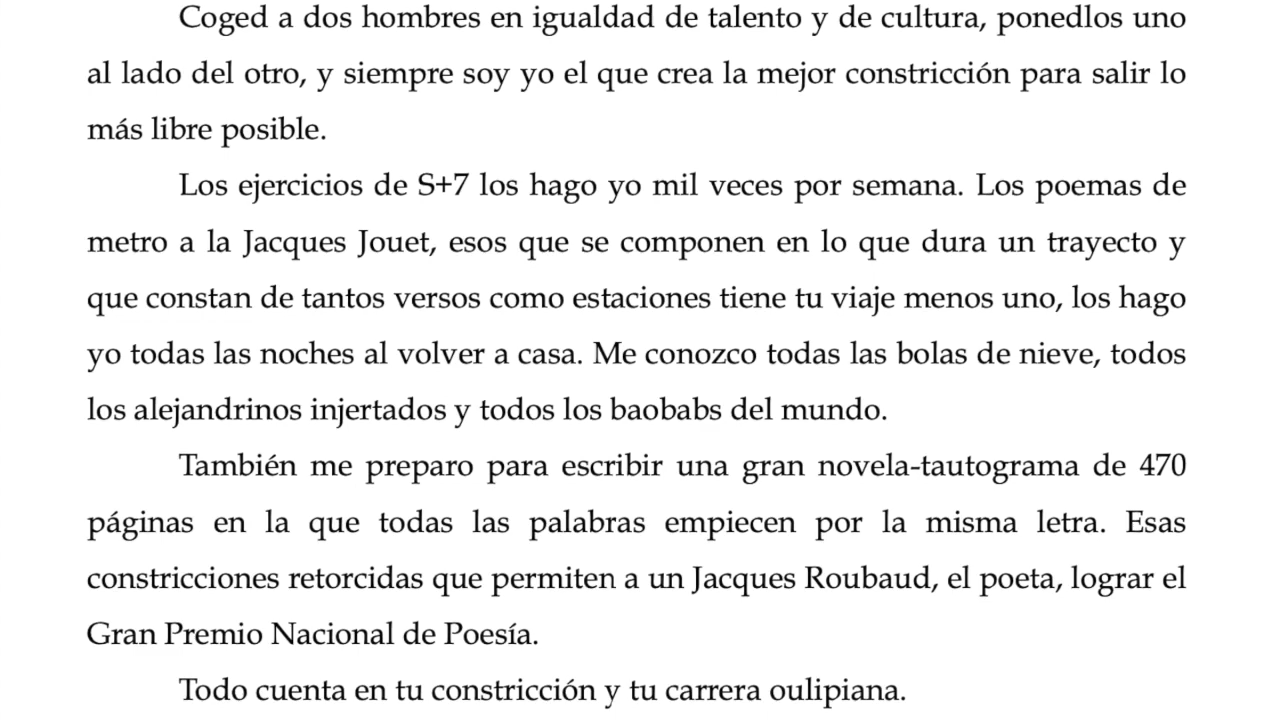 Coged a dos hombres en igualdad de talento y de cultura, ponedlos uno
al lado del otro, y siempre soy yo el que crea la mejor constricción para salir lo
más libre posible.
Los ejercicios de S+7 los hago yo mil veces por semana. Los poemas de
metro a la Jacques Jouet, esos que se componen en lo que dura un trayecto y
que constan de tantos versos como estaciones tiene tu viaje menos uno, los hago
yo todas las noches al volver a casa. Me conozco todas las bolas de nieve, todos
los alejandrinos injertados y todos los baobabs del mundo.
También me preparo para escribir una gran novela-tautograma de 470
páginas en la que todas las palabras empiecen por la misma letra. Esas
constricciones retorcidas que permiten a un Jacques Roubaud, el poeta, lograr el
Gran Premio Nacional de Poesía.
Todo cuenta en tu constricción y tu carrera oulipiana.